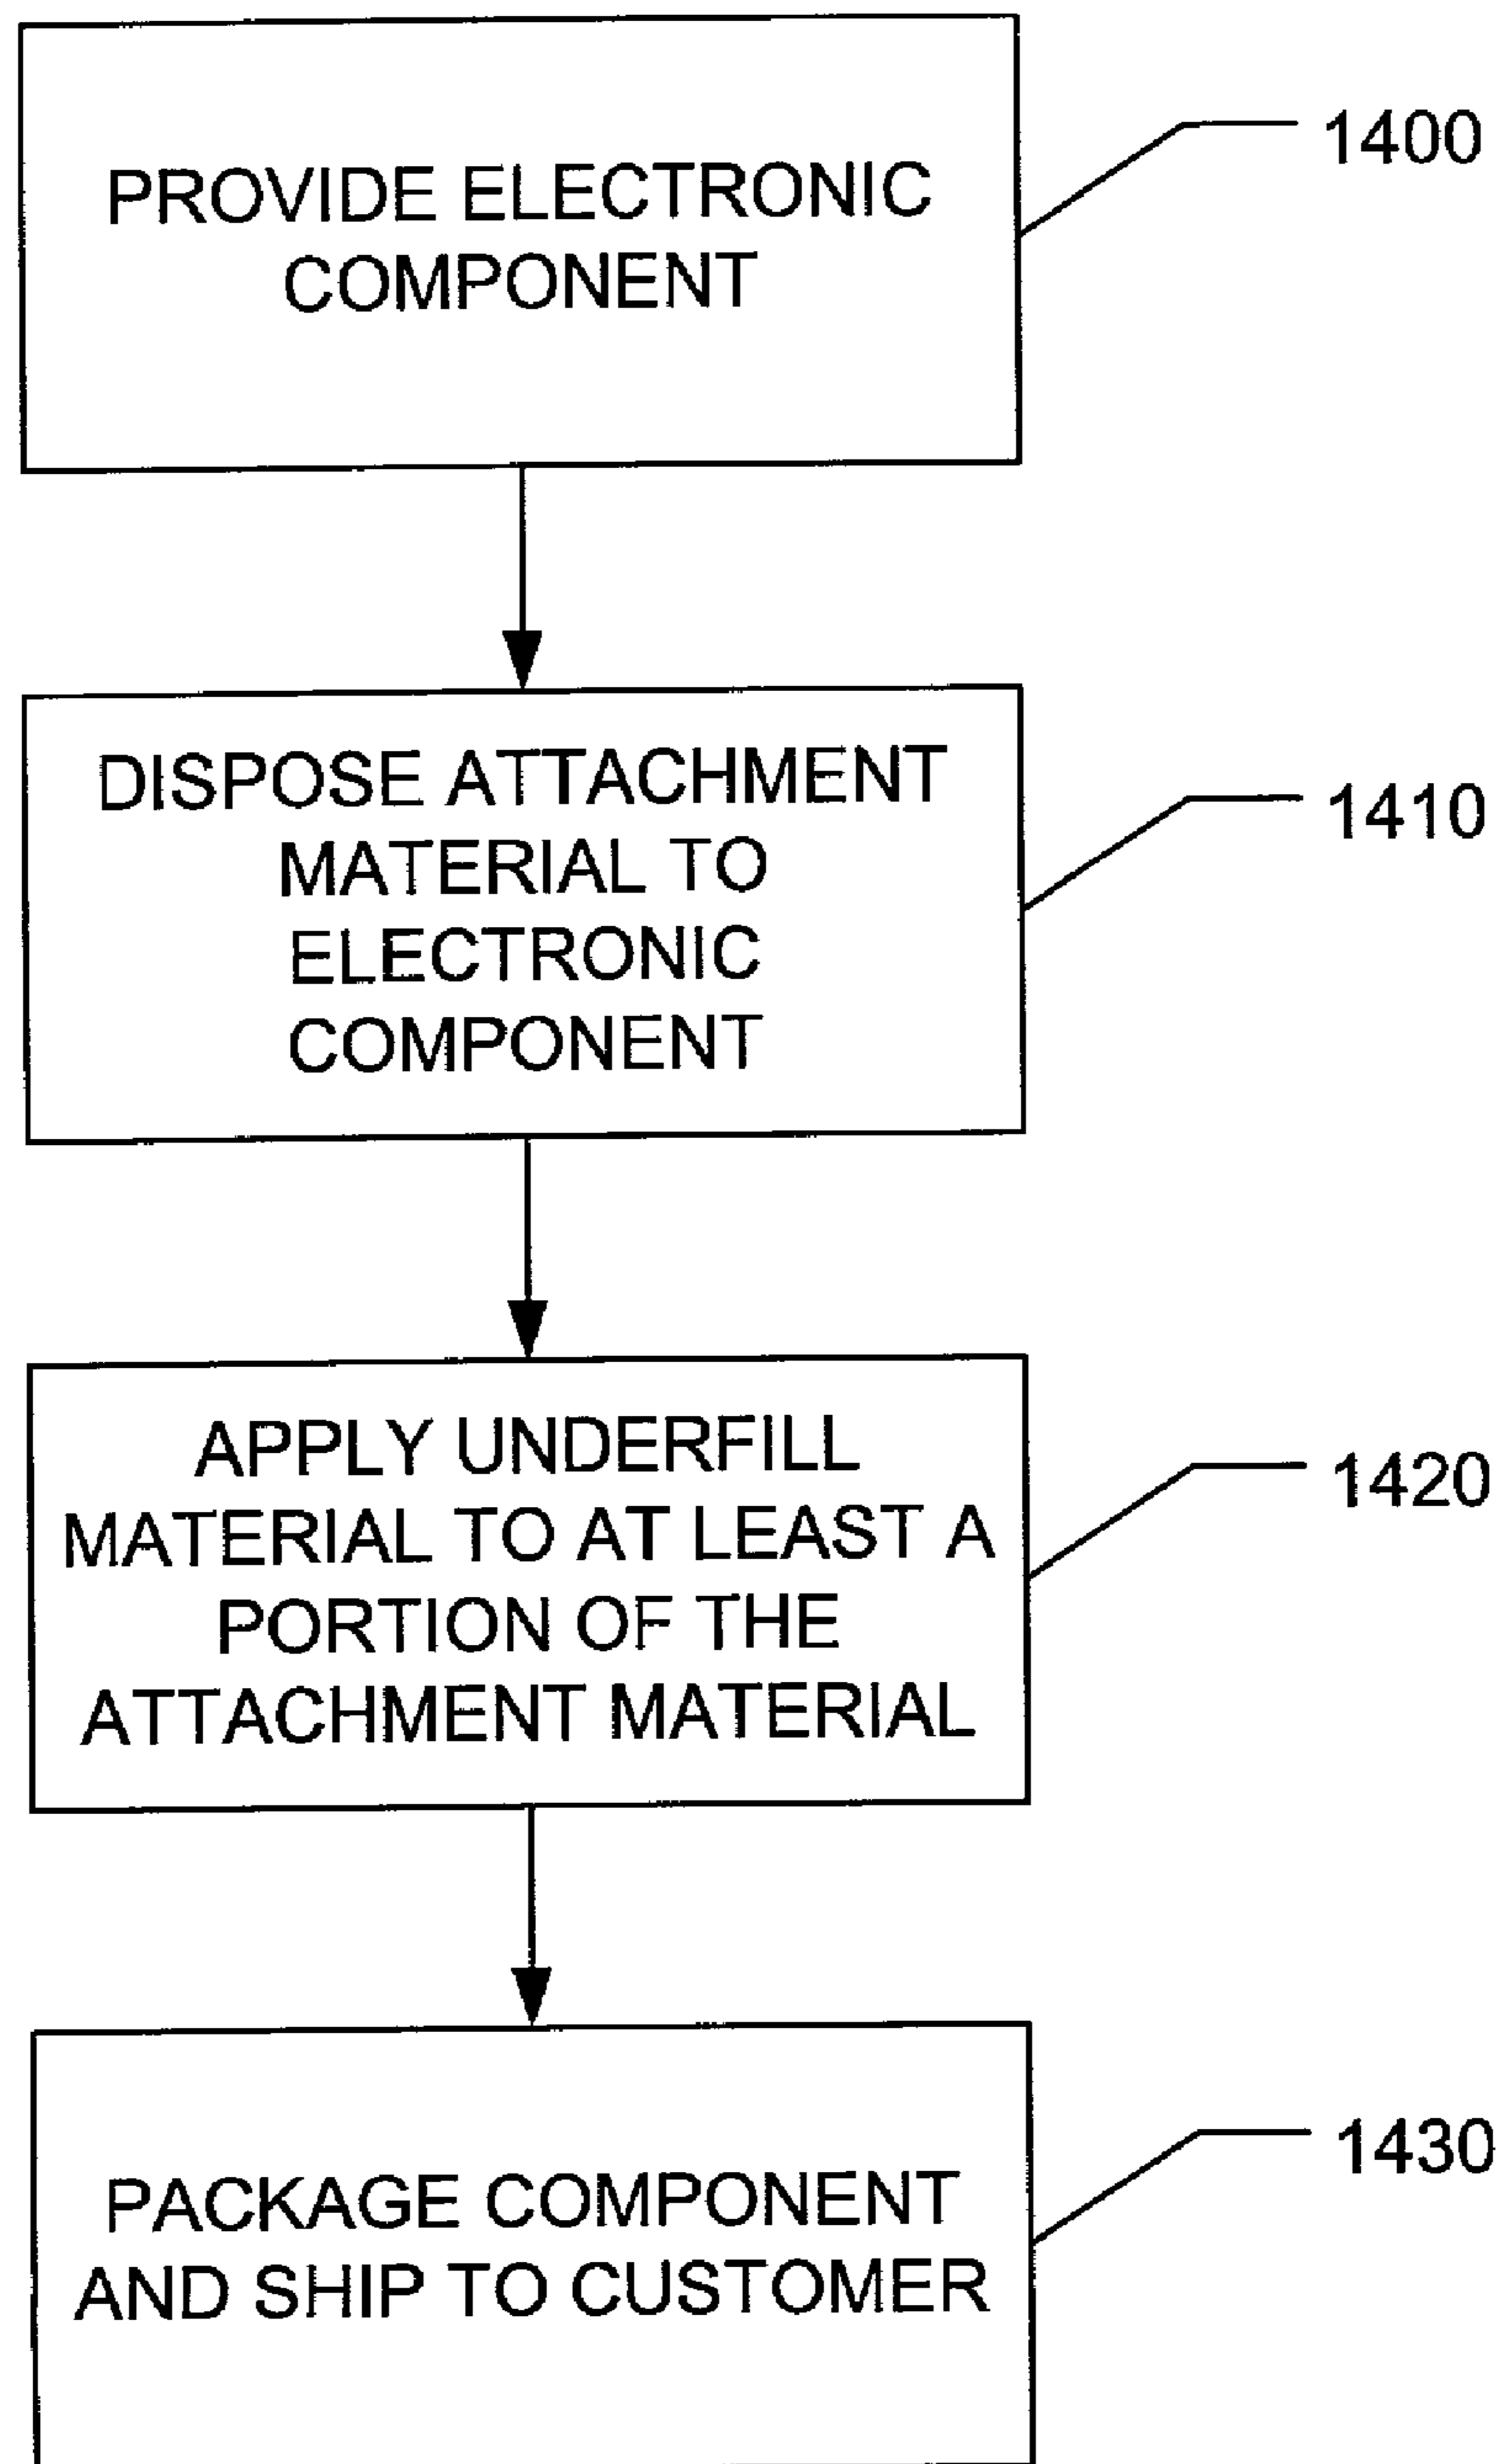 PROVIDE ELECTRONIC
COMPONENT
1400
DISPOSE ATTACHMENT
MATERIAL TO
ELECTRONIC
COMPONENT
1410
APPLY UNDERFILL
MATERIAL TO AT LEAST A
PORTION OF THE
ATTACHMENT MATERIAL
1420
PACKAGE COMPONENT
AND SHIP TO CUSTOMER
1430